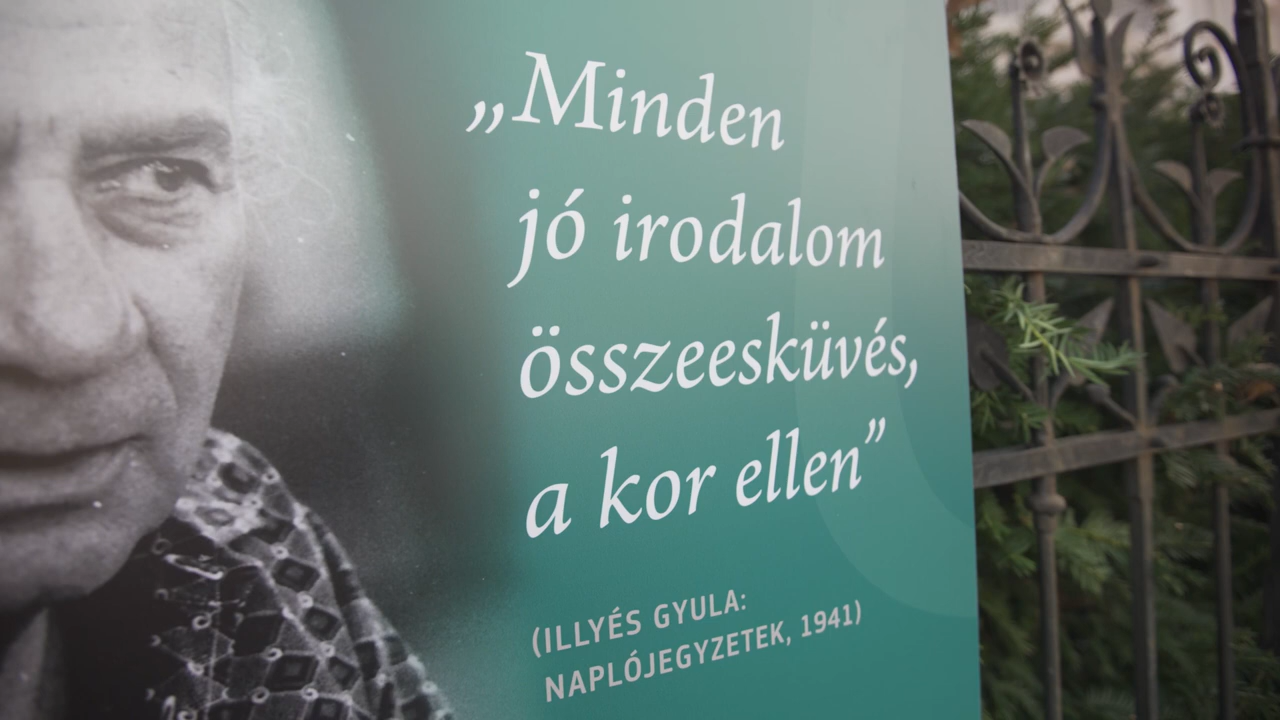 „Minden
jó irodalom
összeesküvés,
a kor ellen”
(ILLYÉS GYULA:
NAPLÓJEGYZETEK, 1941)